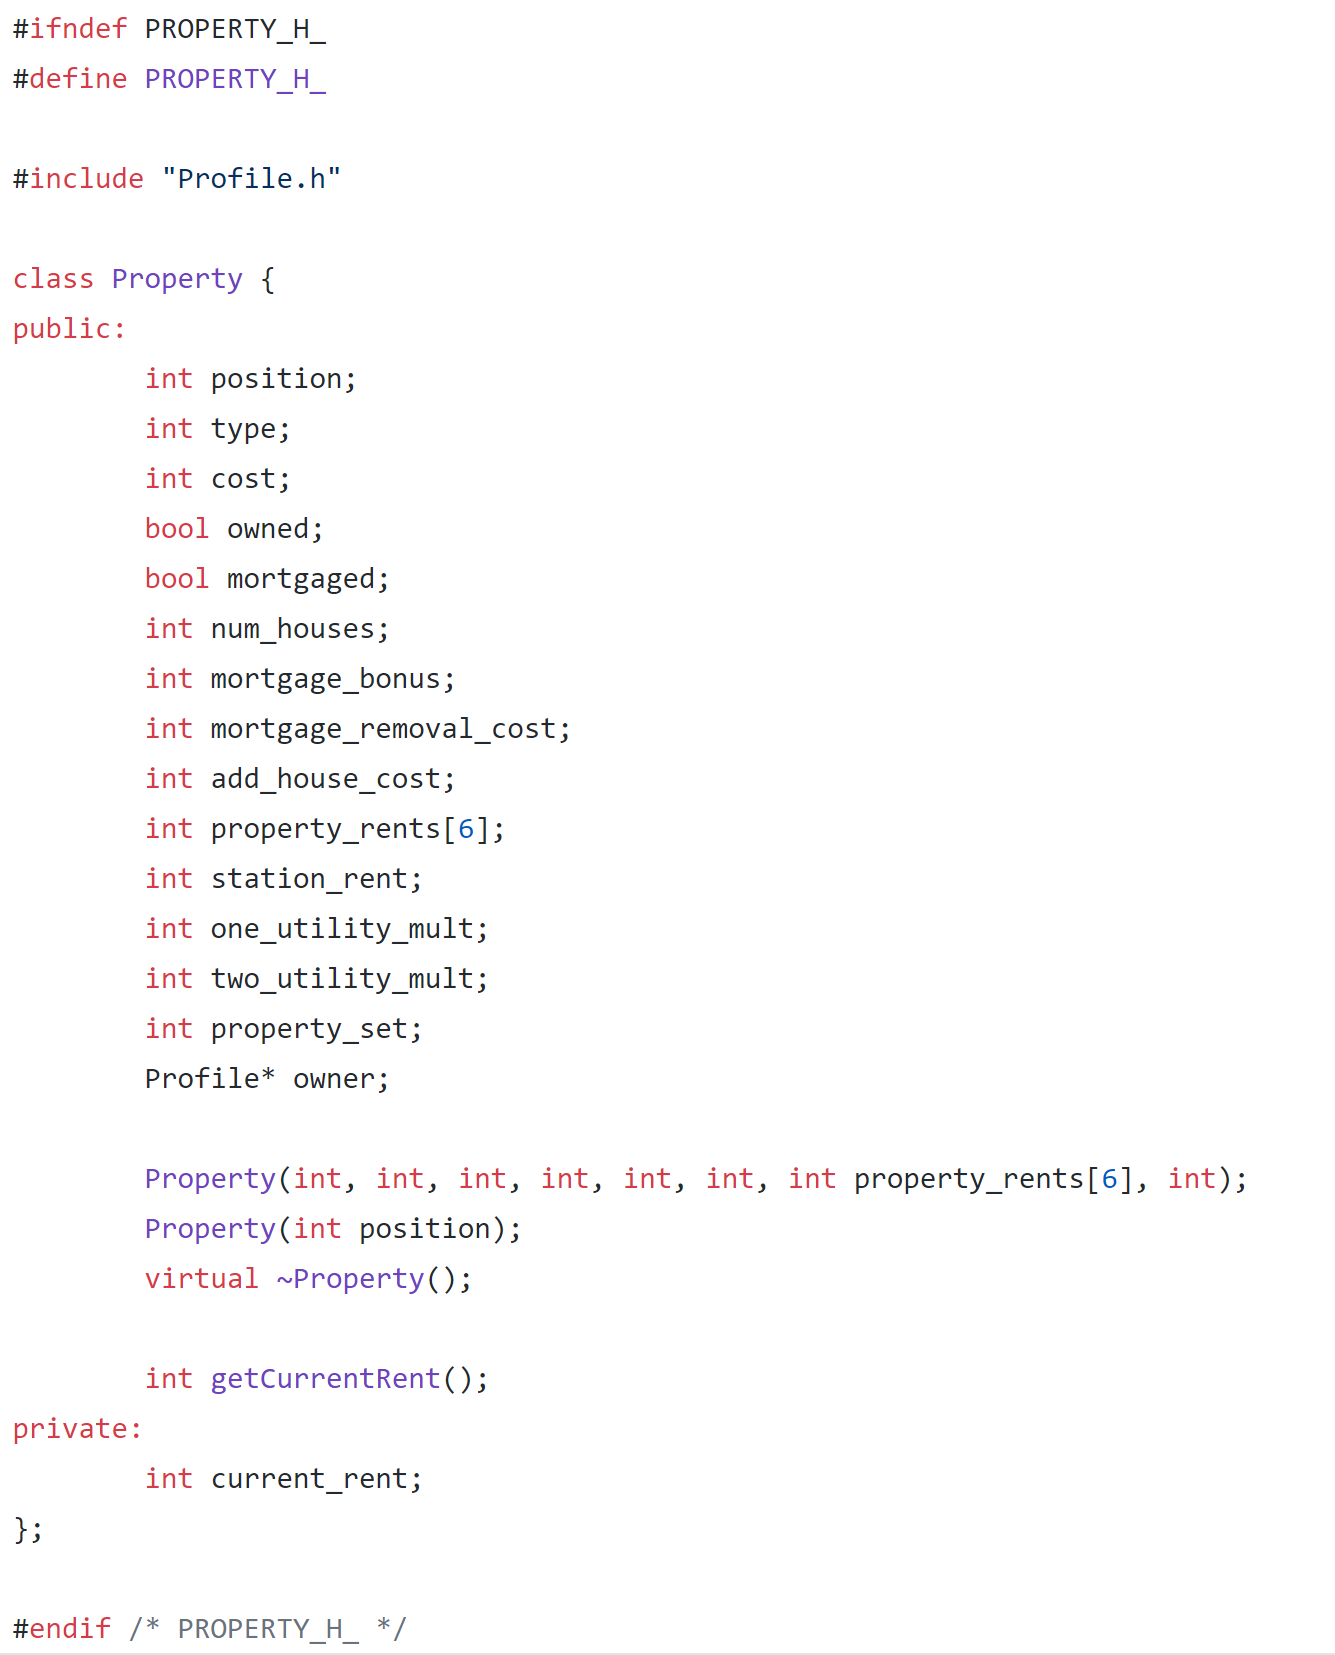 #ifndef PROPERTY_H_
#define PROPERTY_H_
#include "Profile.h"
class Property {
public:
int position;
int type;
int cost;
bool owned;
bool mortgaged;
int num_houses;
int mortgage_bonus;
int mortgage_removal_cost;
int add_house_cost;
int property_rents[6];
int station_rent;
int one_utility_mult;
int two_utility_mult;
int property_set;
Profile* owner;
Property(int, int, int, int, int, int, int property_rents[6], int);
Property(int position);
virtual ~Property();
int getCurrentRent();
private:
int current_rent;
};
#endif /* PROPERTY_H_ */